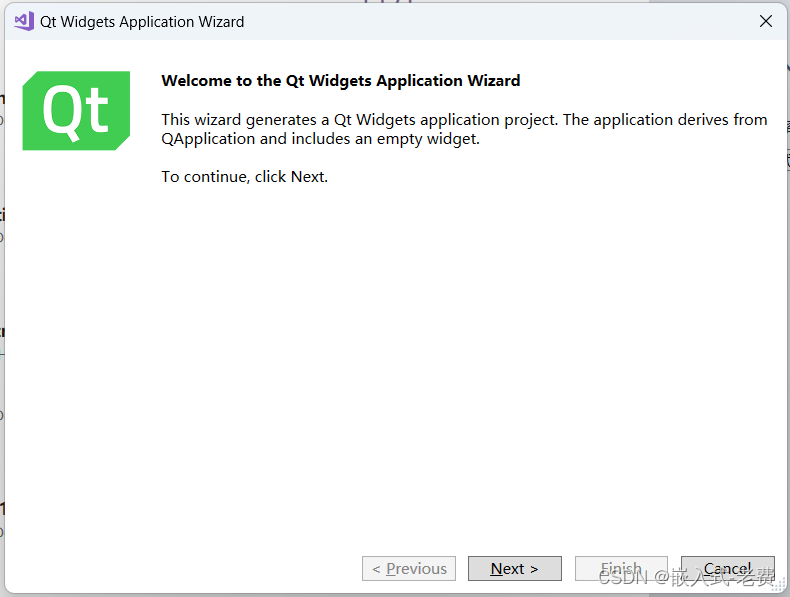 Qt Widgets Application Wizard
Qt
Welcome to the Qt Widgets Application Wizard
This wizard generates a Qt Widgets application project. The application derives from
QApplication and includes an empty widget.
To continue, click Next.
< Previous
Next >
Finish
Cancel
CSDN @嵌入式-老费